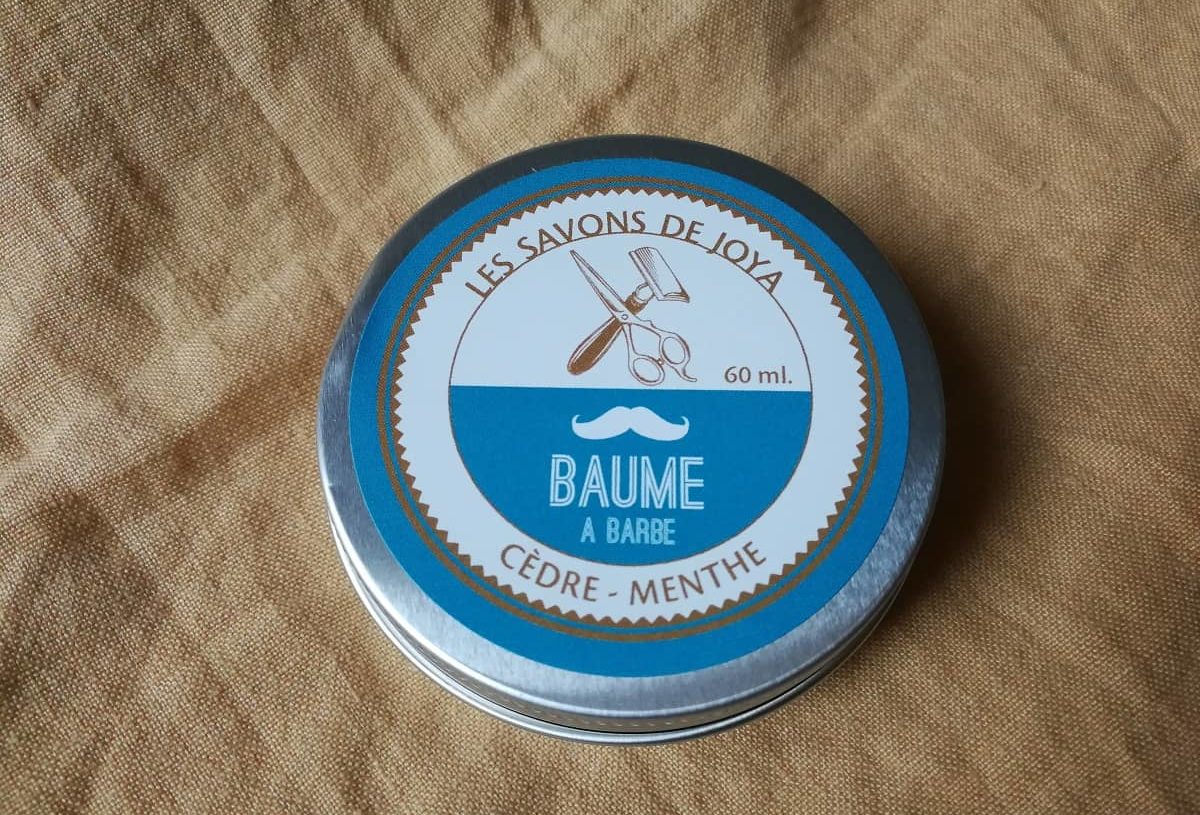 LES SAVONS DE JOYA
60 ml.
BAUME
A BARBE
CÈDRE - MENTHE